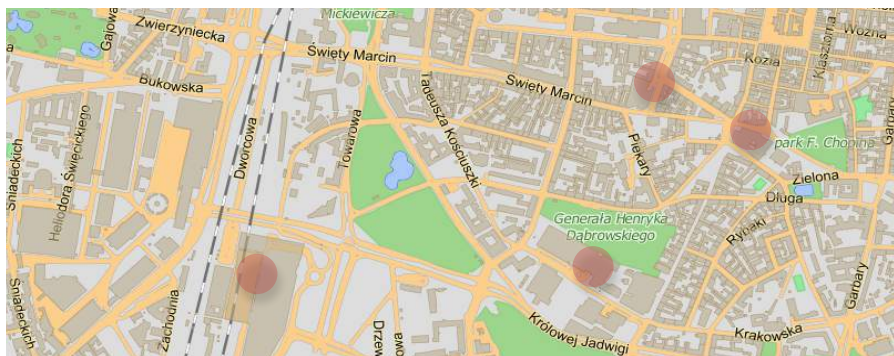 Mickiewicza
Zwierzyniecka
Gajowa
Święty Marcin
Bukowska
Tadeusza Kościuszki
Święty Marcin
Kozia
Klasztorna
Woźna
Śniadeckich
Heliodora Święcickiego
Dworcowa
Towarowa
Piekary
park F. Chopina
Zielona
Długa
Generała Henryka
Dąbrowskiego
Rybaki
Garbary
Śniadeckich
Zachodnia
Królowej Jadwigi
Krakowska